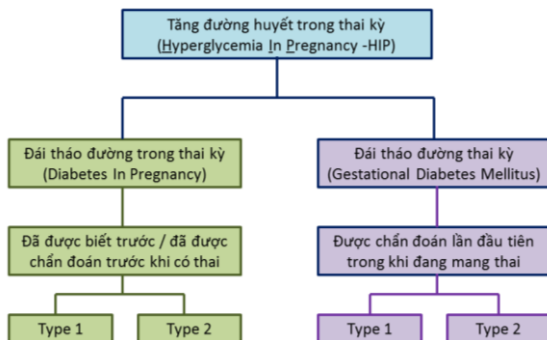 Tăng đường huyết trong thai kỳ
(Hyperglycemia In Pregnancy -HIP)
Đái tháo đường trong thai kỳ
(Diabetes In Pregnancy)
Đái tháo đường thai kỳ
(Gestational Diabetes Mellitus)
Đã được biết trước / đã được
chẩn đoán trước khi có thai
Được chẩn đoán lần đầu tiên
trong khi đang mang thai
Type 1
Type 2
Type 1
Type 2